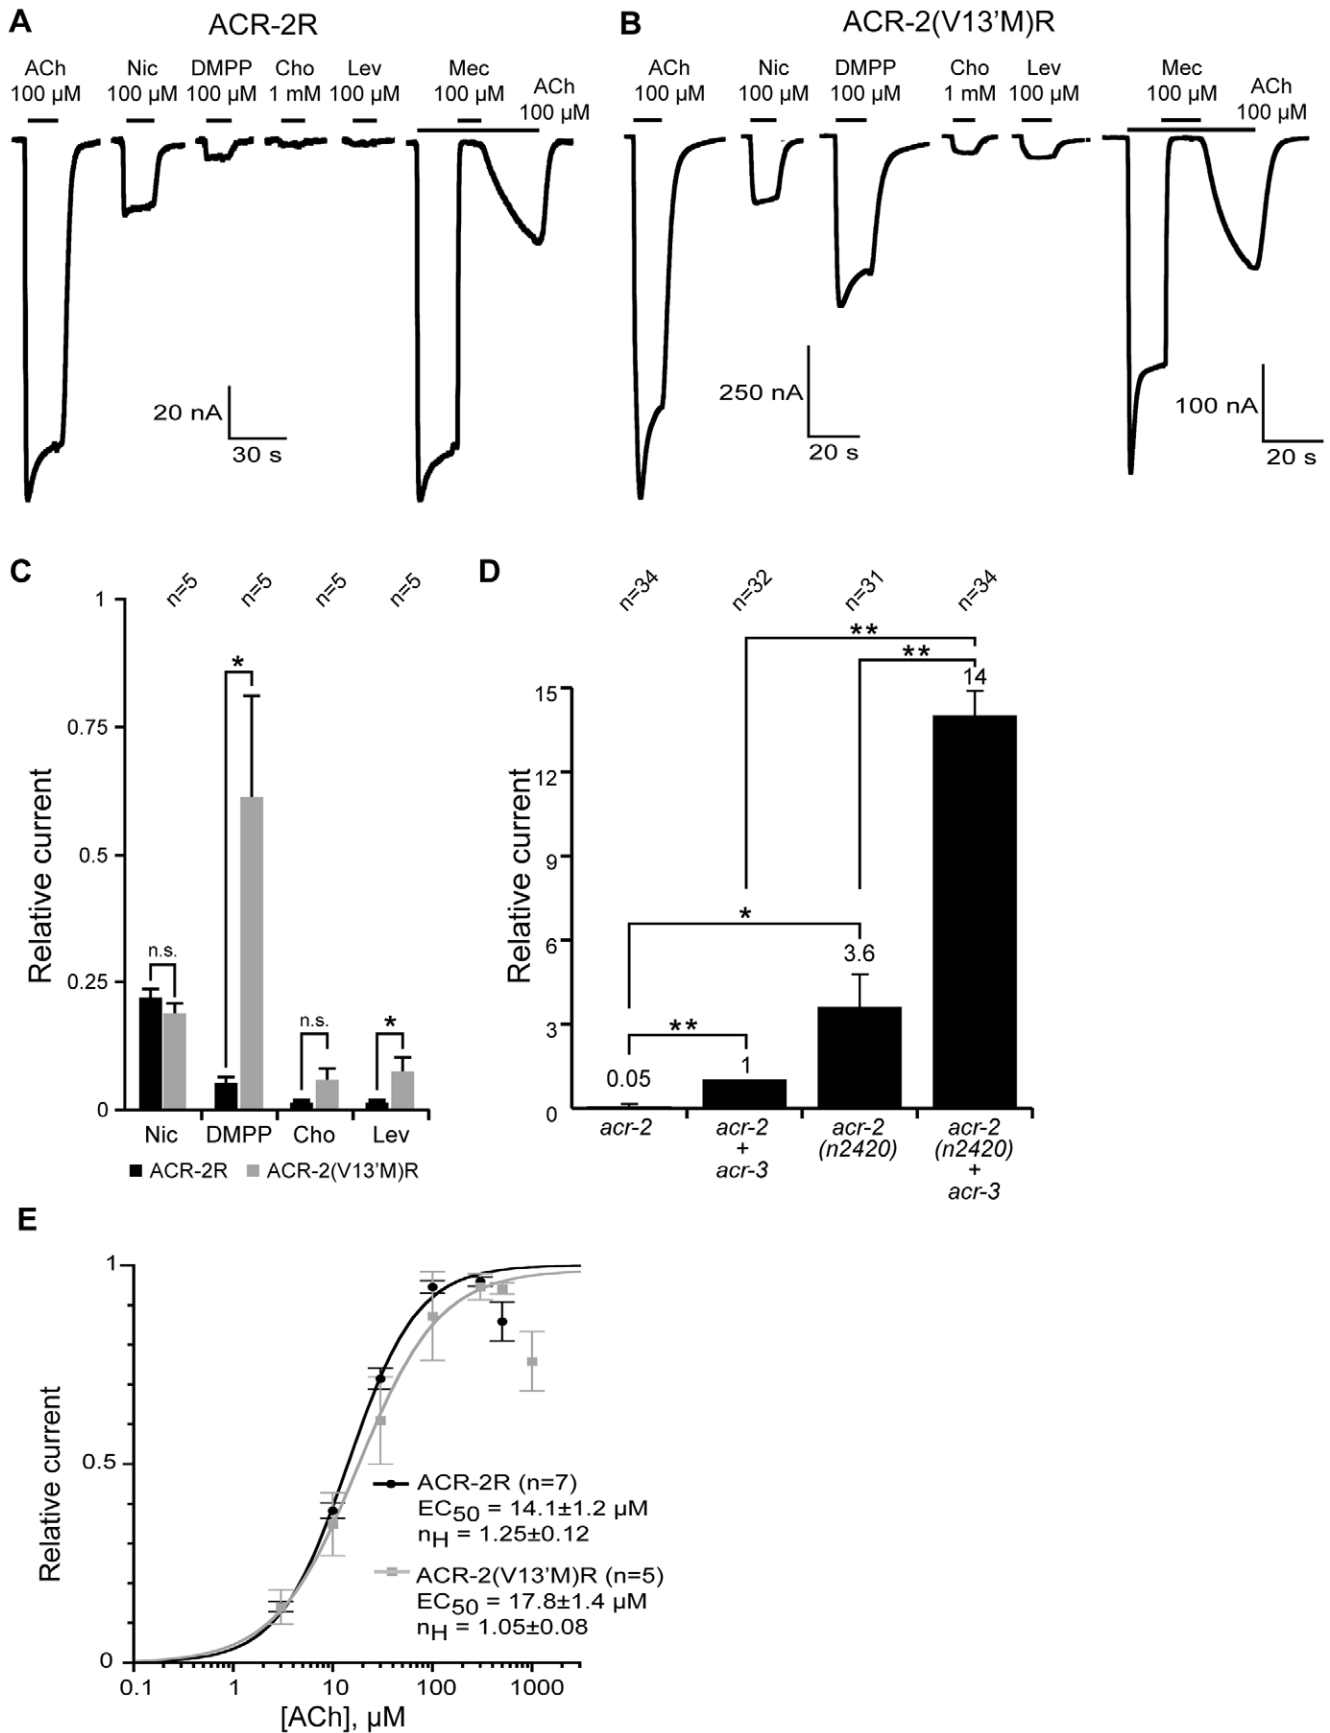 A
ACR-2R
ACh
100 µM
Nic
100 µM
DMPP
100 µM
Cho
1 mM
Lev
100 µM
Mec
100 µM
ACh
100 µM
20 nA
30 s
B
ACR-2(V13’M)R
ACh
100 µM
Nic
100 µM
DMPP
100 µM
Cho
1 mM
Lev
100 µM
Mec
100 µM
ACh
100 µM
250 nA
20 s
100 nA
20 s
C
n=5
n=5
n=5
n=5
Relative current
1
0.75
0.5
0.25
0
n.s.
*
n.s.
*
Nic
DMPP
Cho
Lev
ACR-2R
ACR-2(V13’M)R
D
n=34
n=32
n=31
n=34
Relative current
15
12
9
6
3
0
**
**
*
**
0.05
1
3.6
14
acr-2
acr-2
+
acr-3
acr-2
(n2420)
acr-2
(n2420)
+
acr-3
E
Relative current
1
0.5
0
ACR-2R (n=7)
EC50 = 14.1±1.2 µM
nH = 1.25±0.12
ACR-2(V13’M)R (n=5)
EC50 = 17.8±1.4 µM
nH = 1.05±0.08
0.1
1
10
100
1000
[ACh], µM